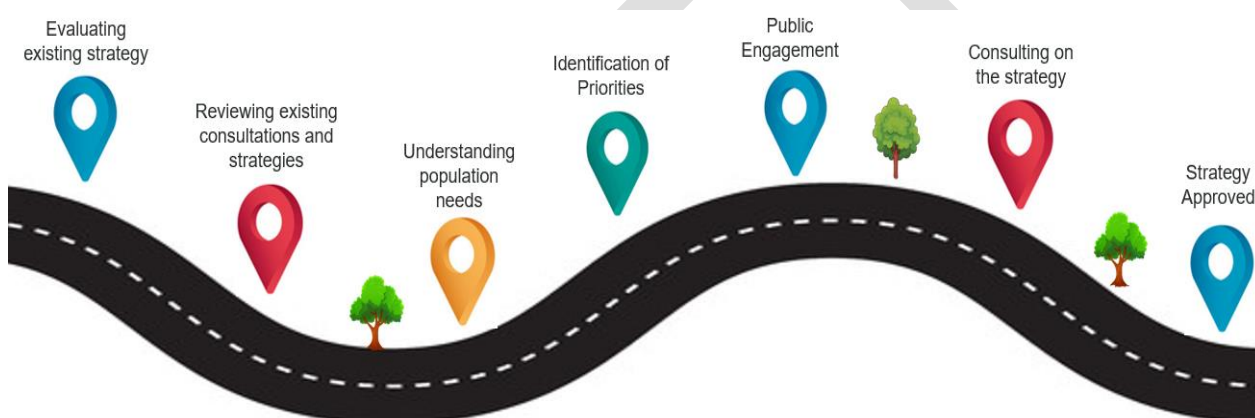 Evaluating
existing strategy
Reviewing existing
consultations and
strategies
Understanding
population
needs
Identification of
Priorities
Public
Engagement
Consulting on
the strategy
Strategy
Approved